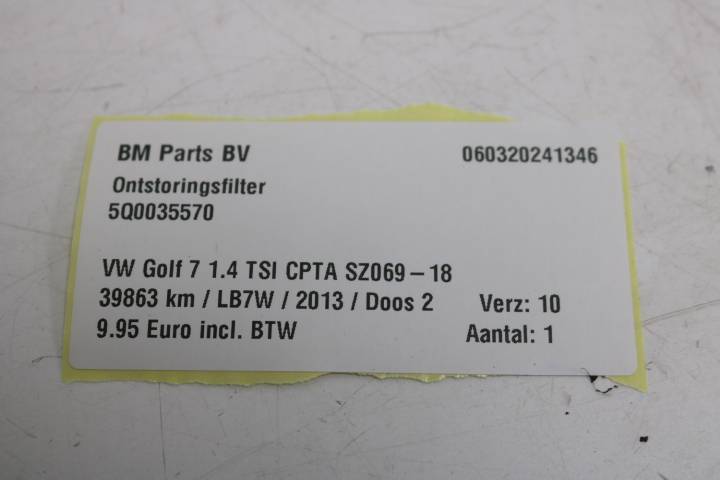 BM Parts BV 060320241346
Ontstoringsfilter
5Q0035570
VW Golf 7 1.4 TSI CPTA SZ069-18
39863 km / LB7W / 2013 / Doos 2 Verz: 10
9.95 Euro incl. BTW Aantal: 1